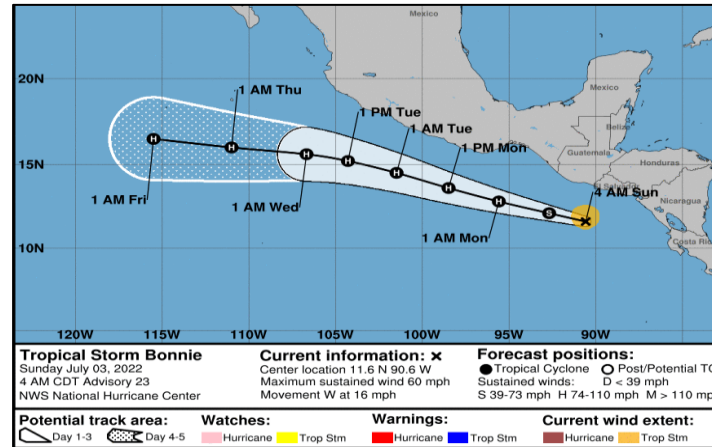 Mexico
20N
1 AM Thu
1 PM Tue
1 AM Tue
Mexico
Belize
15N
1 PM Mon
Guatemala
Honduras
El Salvador
4 AM Sun
1 AM Fri
1 AM Wed
Nicaragua
1 AM Mon
10N
Costa Rica
120W 115W 110W 105W 100W 95W 90W
H H H H H H H S
Tropical Storm Bonnie
Sunday July 03, 2022
4 AM CDT Advisory 23
NWS National Hurricane Center
Current information: ×
Center location 11.6 N 90.6 W
Maximum sustained wind 60 mph
Movement W at 16 mph
Forecast positions:
● Tropical Cyclone ○ Post/Potential TC
Sustained winds: D < 39 mph
S 39-73 mph H 74-110 mph M > 110 mph
Potential track area:
Day 1-3 Day 4-5
Watches:
Hurricane Trop Stm
Warnings:
Hurricane Trop Stm
Current wind extent:
Hurricane Trop Stm